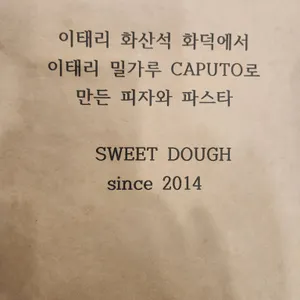 이태리 화산석 화덕에서
이태리 밀가루 CAPUTO로
만든 피자와 파스타
SWEET DOUGH
since 2014